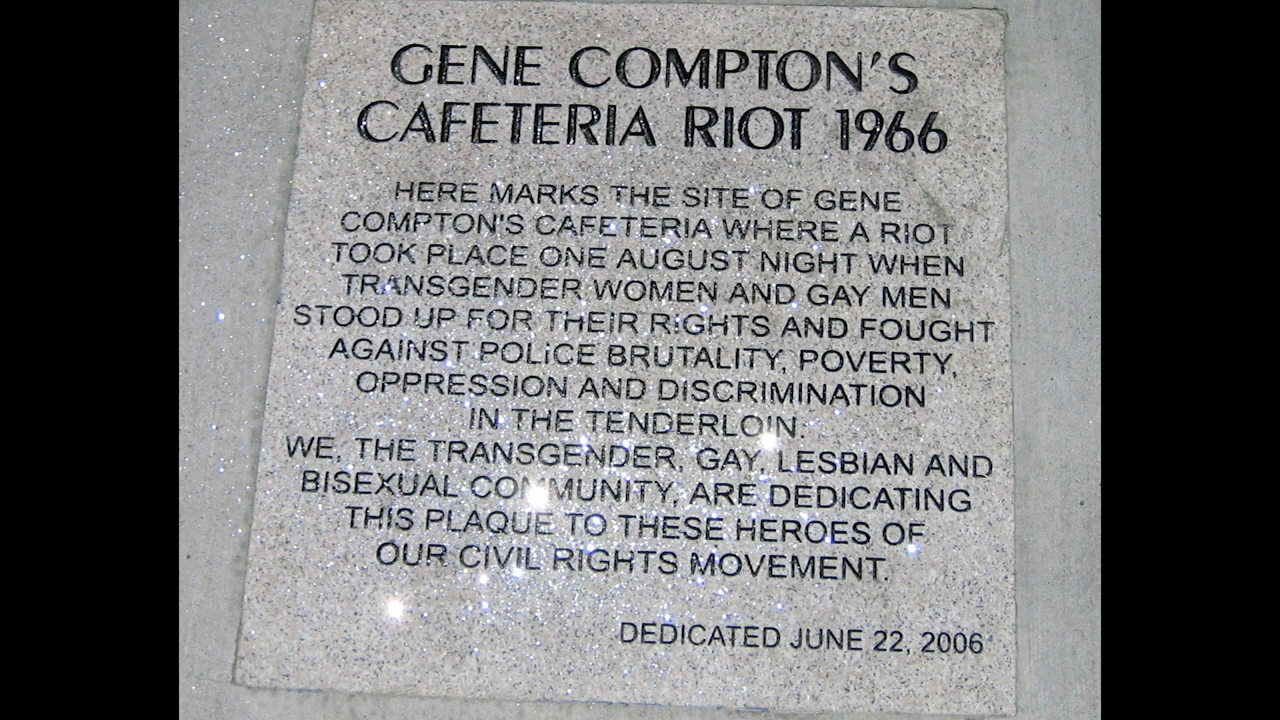 GENE COMPTON'S
CAFETERIA RIOT 1966
HERE MARKS THE SITE OF GENE
COMPTON'S CAFETERIA WHERE A RIOT
TOOK PLACE ONE AUGUST NIGHT WHEN
TRANSGENDER WOMEN AND GAY MEN
STOOD UP FOR THEIR RIGHTS AND FOUGHT
AGAINST POLICE BRUTALITY, POVERTY,
OPPRESSION AND DISCRIMINATION
IN THE TENDERLOIN.
WE, THE TRANSGENDER, GAY, LESBIAN AND
BISEXUAL COMMUNITY, ARE DEDICATING
THIS PLAQUE TO THESE HEROES OF
OUR CIVIL RIGHTS MOVEMENT.
DEDICATED JUNE 22, 2006